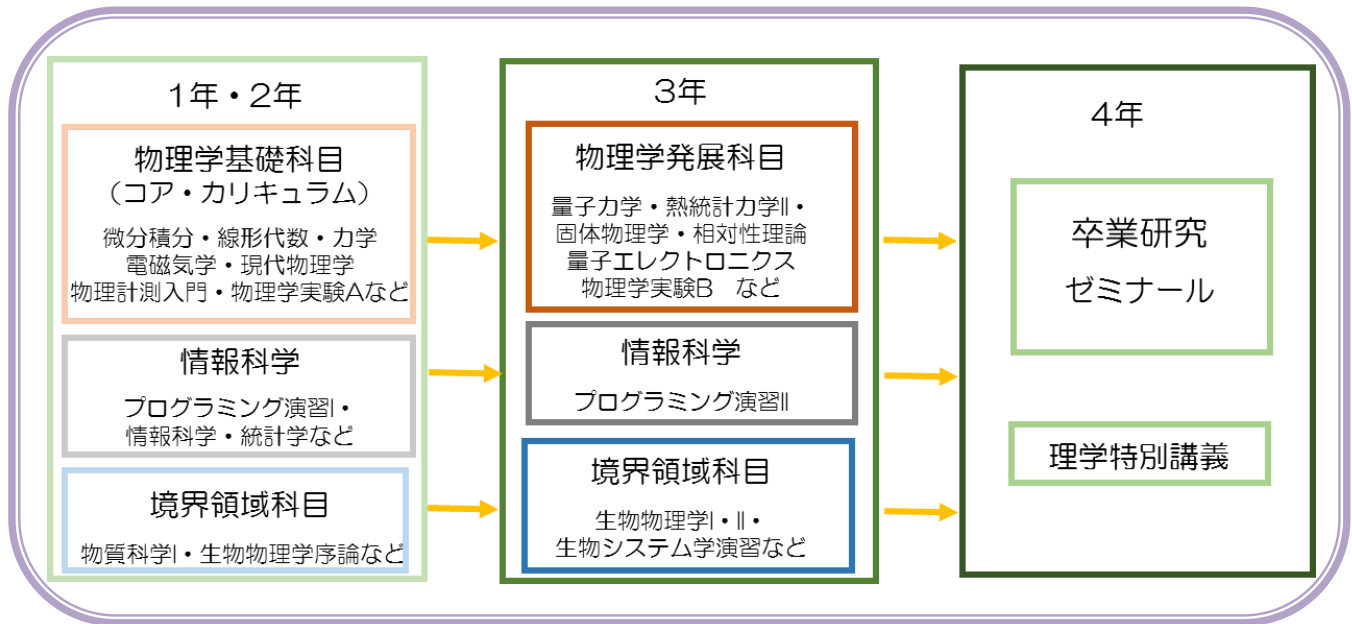 1年・2年
物理学基礎科目
（コア・カリキュラム）
微分積分・線形代数・力学
電磁気学・現代物理学
物理計測入門・物理学実験Aなど
情報科学
プログラミング演習Ⅰ・
情報科学・統計学など
境界領域科目
物質科学Ⅰ・生物物理学序論など
3年
物理学発展科目
量子力学・熱統計力学Ⅱ・
固体物理学・相対性理論
量子エレクトロニクス
物理学実験B　など
情報科学
プログラミング演習Ⅱ
境界領域科目
生物物理学Ⅰ・Ⅱ・
生物システム学演習など
4年
卒業研究
ゼミナール
理学特別講義